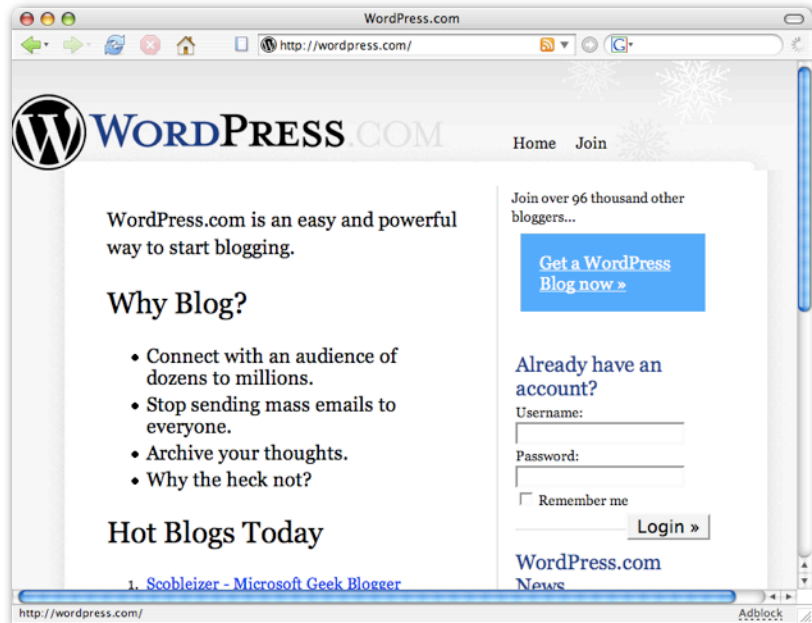 WordPress.com
http://wordpress.com/
G
W WORDPRESS.COM
Home Join
WordPress.com is an easy and powerful
way to start blogging.
Why Blog?
• Connect with an audience of
dozens to millions.
• Stop sending mass emails to
everyone.
• Archive your thoughts.
• Why the heck not?
Hot Blogs Today
1. Scobleizer - Microsoft Geek Blogger
Join over 96 thousand other
bloggers...
Get a WordPress
Blog now »
Already have an
account?
Username:
Password:
Remember me
Login »
WordPress.com
News
http://wordpress.com/
Adblock